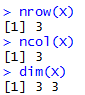 > nrow(x)
[1] 3
> ncol(x)
[1] 3
> dim(x)
[1] 3 3